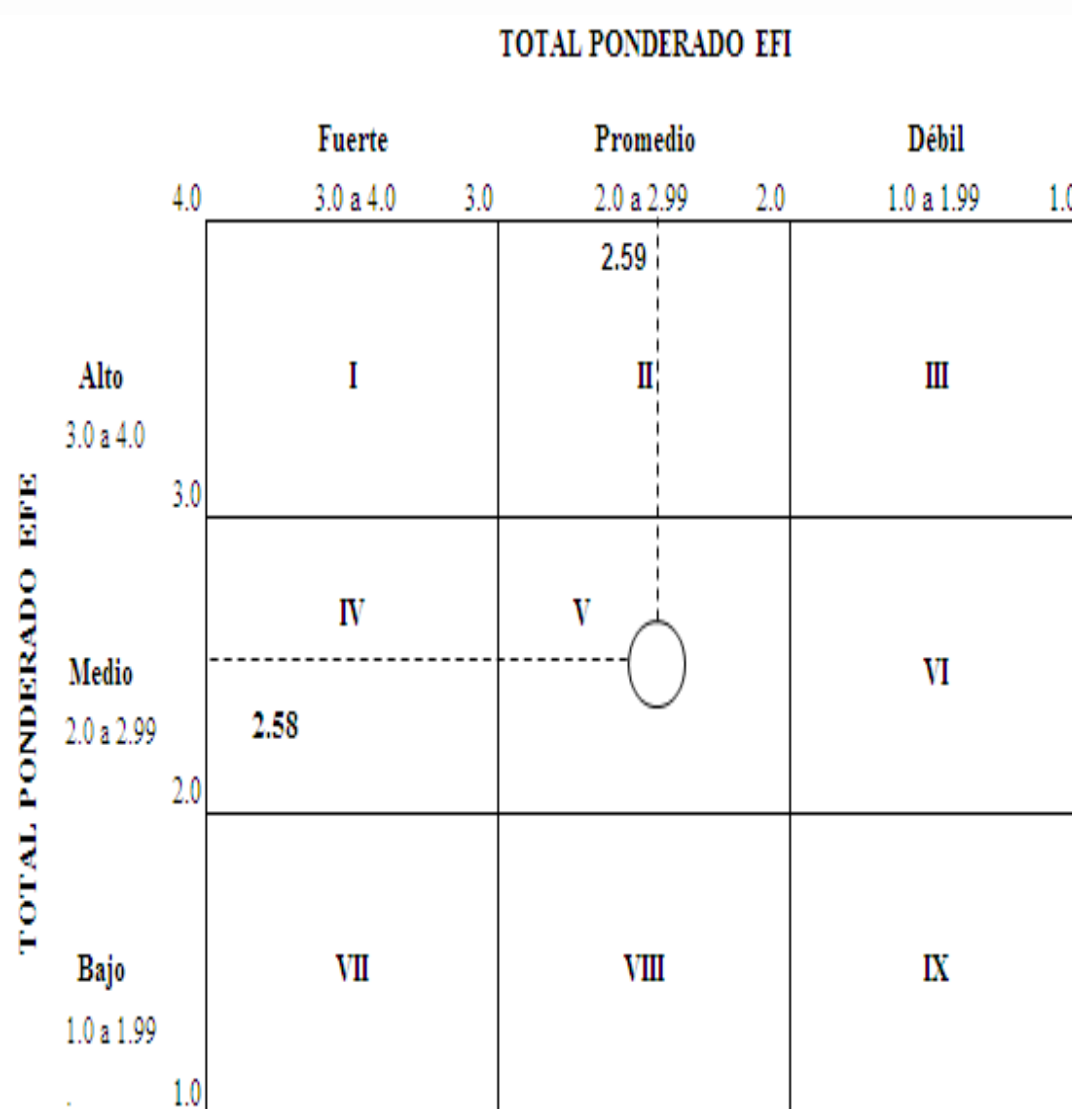 TOTAL PONDERADO EFI
Fuerte Promedio Débil
4.0 3.0 a 4.0 3.0 2.0 a 2.99 2.0 1.0 a 1.99 1.0
2.59
Alto I II III
3.0 a 4.0
3.0
TOTAL PONDERADO EFE
IV V
Medio VI
2.0 a 2.99 2.58
2.0
Bajo VII VIII IX
1.0 a 1.99
. 1.0